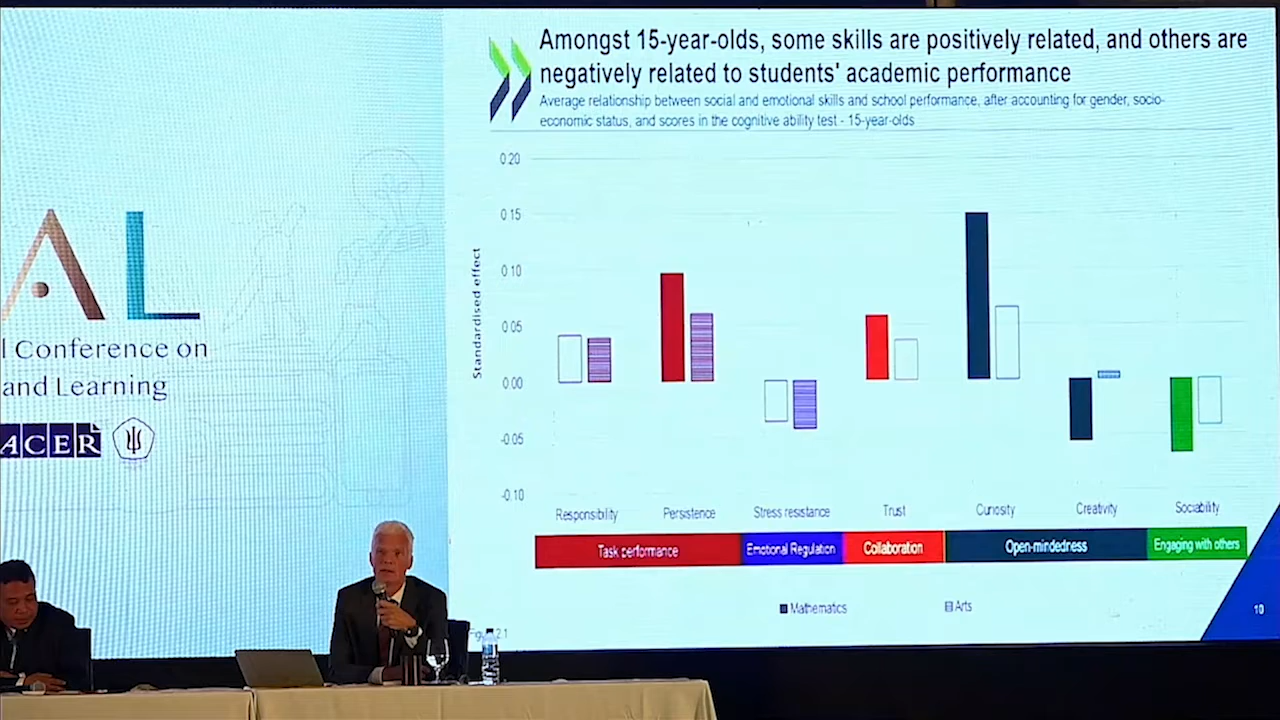 AL
l Conference on
and Learning
ACER
Amongst 15-year-olds, some skills are positively related, and others are
negatively related to students' academic performance
Average relationship between social and emotional skills and school performance, after accounting for gender, socio-
economic status, and scores in the cognitive ability test - 15-year-olds
Standardised effect
0.20
0.15
0.10
0.05
0.00
-0.05
-0.10
Responsibility Persistence Stress resistance Trust Curiosity Creativity Sociability
Task performance Emotional Regulation Collaboration Open-mindedness Engaging with others
Mathematics Arts
2.1
10